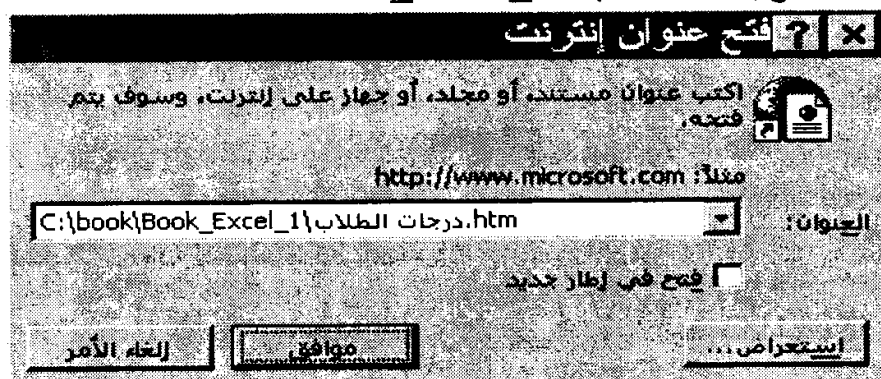 فتح عنوان إنترنت
اكتب عنوان مستند، أو مجلد، أو جهاز على إنترنت، وسوف يتم
فتحه.
مثلاً: http://www.microsoft.com
العنوان: C:\book\Book_Excel_1\درجات الطلاب.htm
فتح في إطار جديد
استعراض... موافق إلغاء الأمر